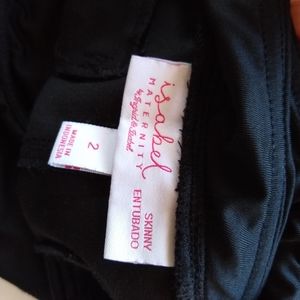 isabel
MATERNITY
by Ingrid & Isabel
SKINNY
ENTUBADO
2
MADE IN
INDONESIA